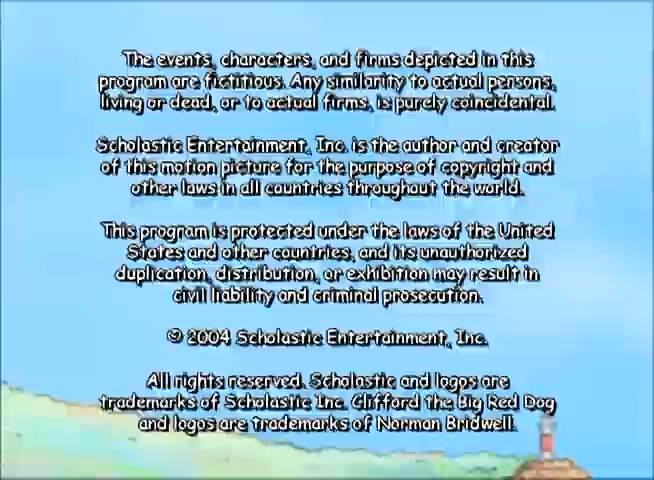 The events, characters, and firms depicted in this
program are fictitious. Any similarity to actual persons,
living or dead, or to actual firms, is purely coincidental.
Scholastic Entertainment, Inc. is the author and creator
of this motion picture for the purpose of copyright and
other laws in all countries throughout the world.
This program is protected under the laws of the United
States and other countries, and its unauthorized
duplication, distribution, or exhibition may result in
civil liability and criminal prosecution.
© 2004 Scholastic Entertainment, Inc.
All rights reserved. Scholastic and logos are
trademarks of Scholastic Inc. Clifford the Big Red Dog
and logos are trademarks of Norman Bridwell.